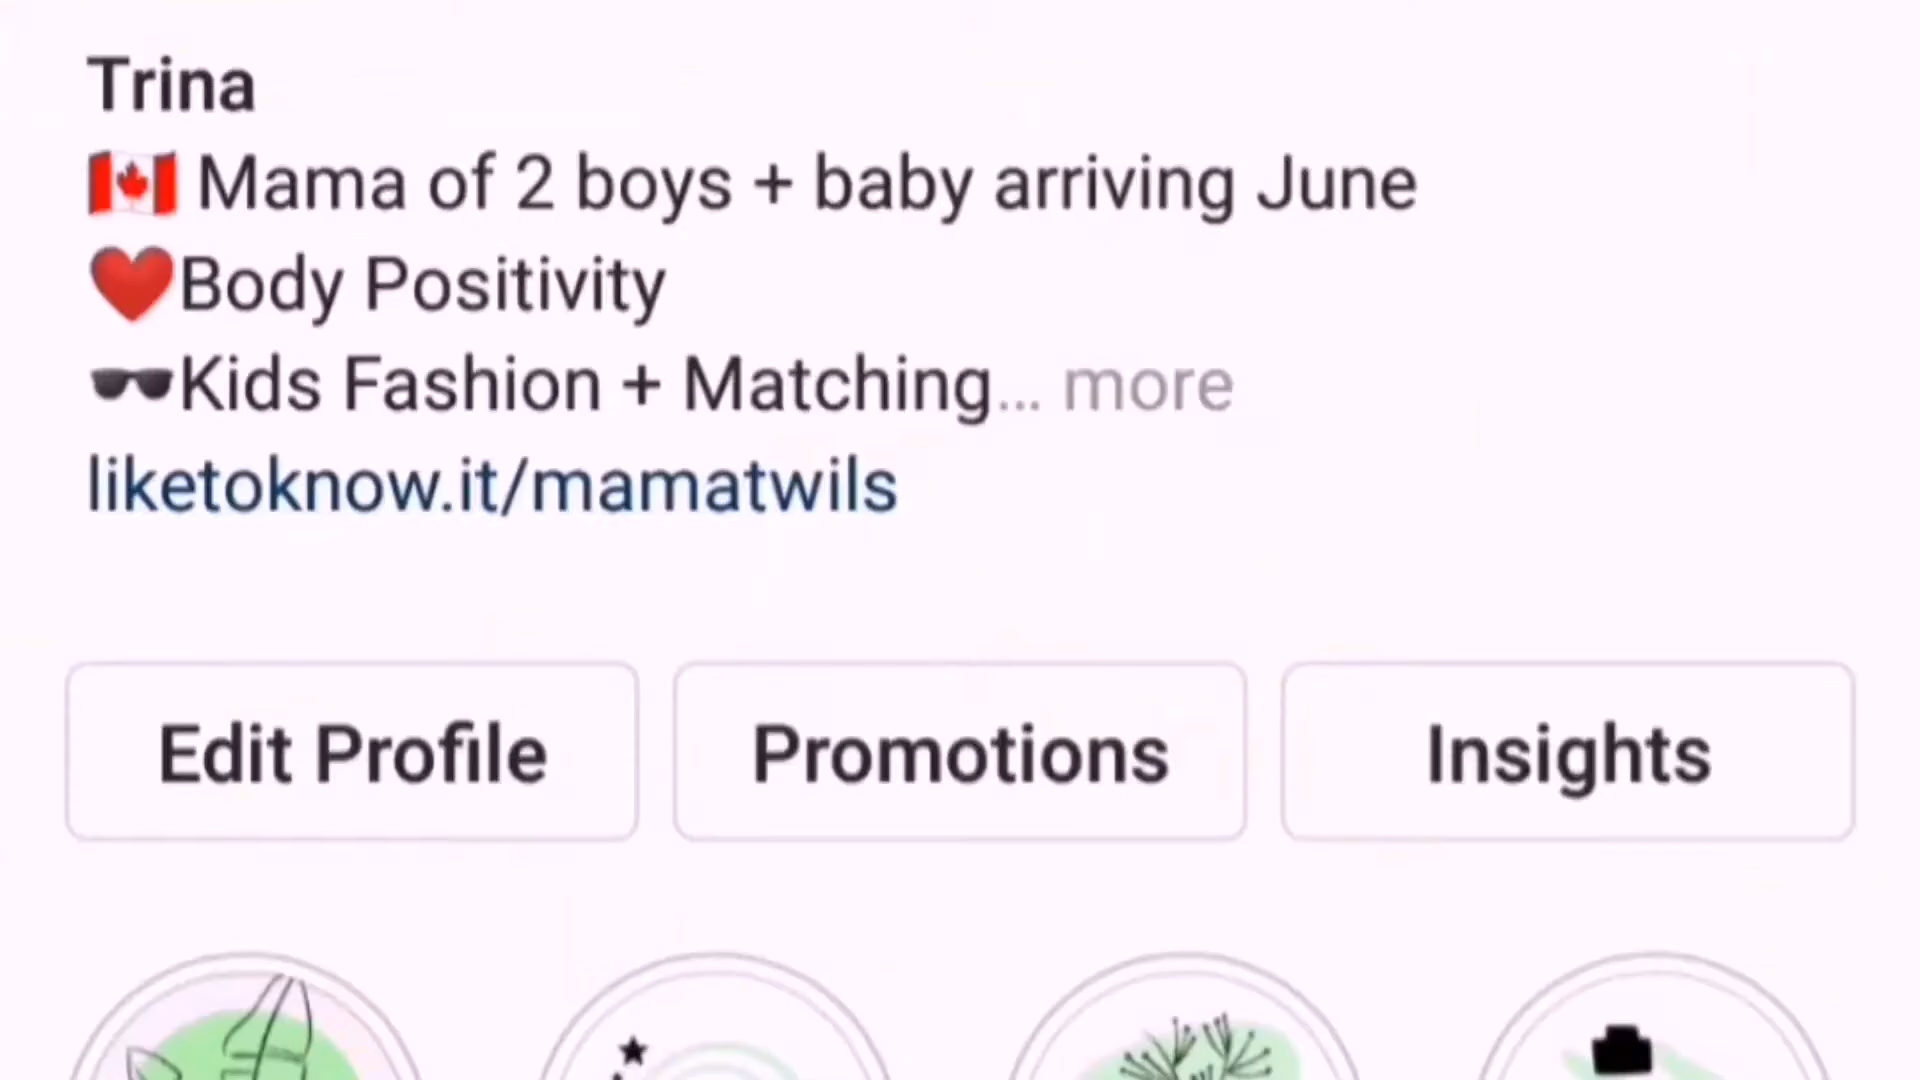 Trina
🇨🇦 Mama of 2 boys + baby arriving June
❤️Body Positivity
🕶️Kids Fashion + Matching... more
liketoknow.it/mamatwils
Edit Profile
Promotions
Insights